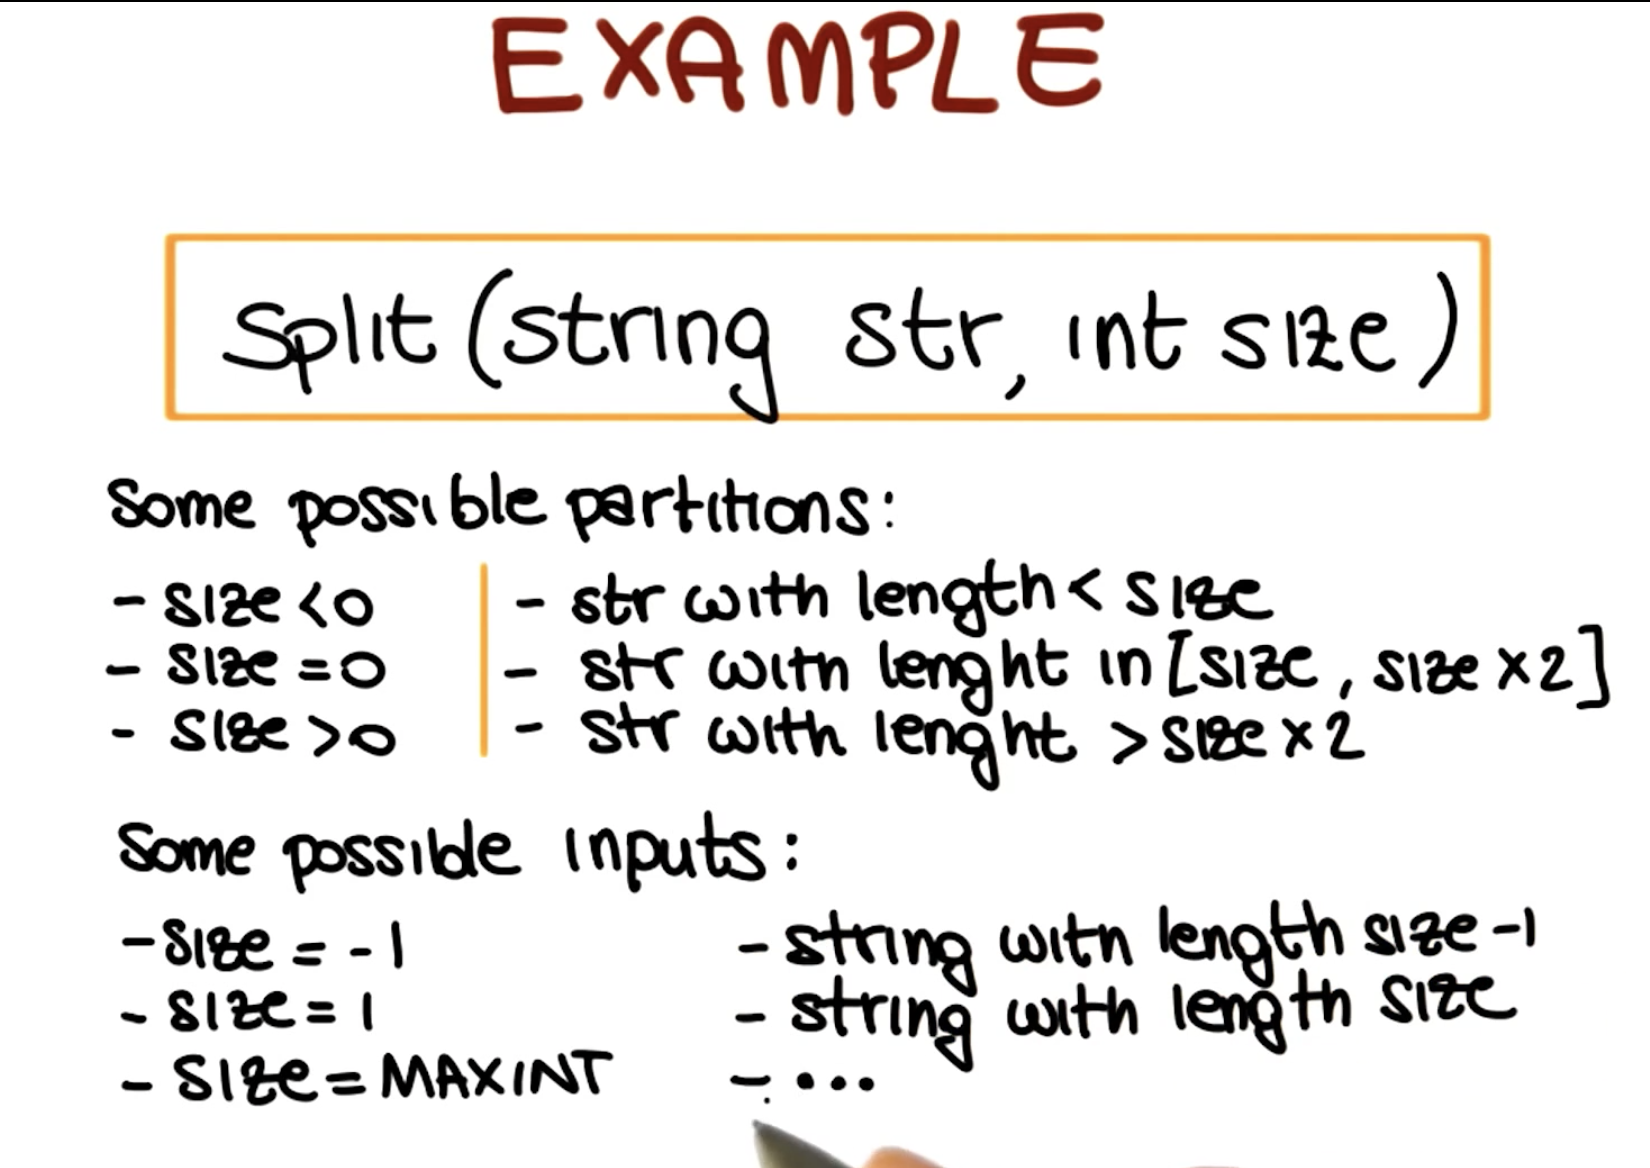 EXAMPLE
Split (string str, int size)
Some possible partitions:
- size < 0
- size = 0
- size > 0
- str with length < size
- str with lenght in [size, size x 2]
- str with lenght > size x 2
Some possible inputs:
- size = -1
- size = 1
- size = MAXINT
- string with length size -1
- string with length size
- ...